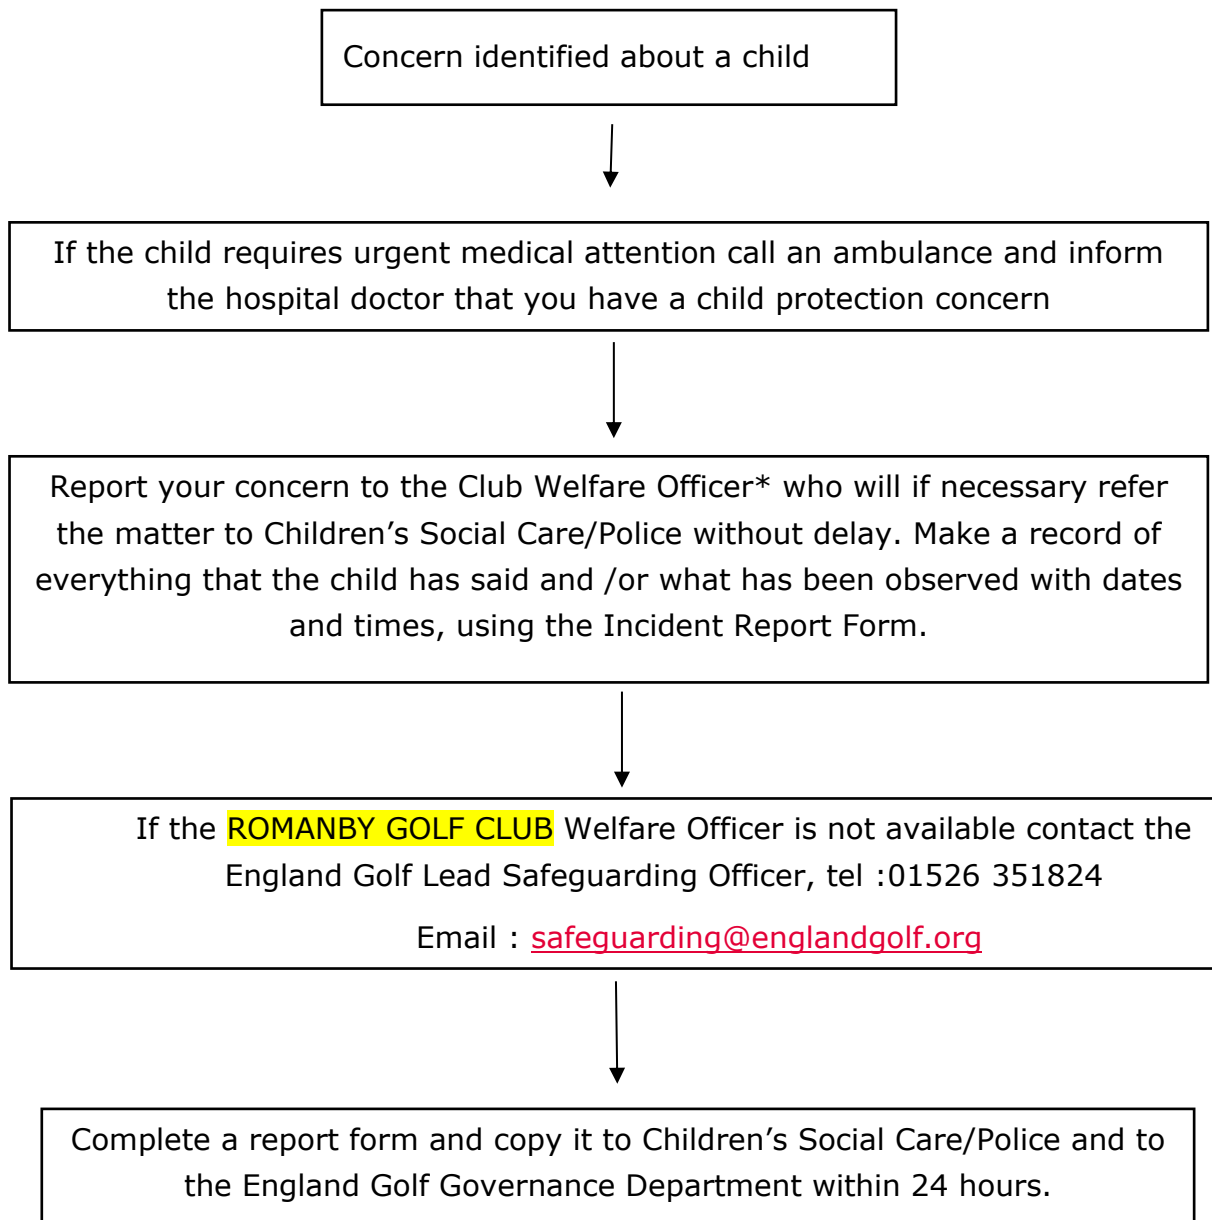 Concern identified about a child
If the child requires urgent medical attention call an ambulance and inform
the hospital doctor that you have a child protection concern
Report your concern to the Club Welfare Officer* who will if necessary refer
the matter to Children’s Social Care/Police without delay. Make a record of
everything that the child has said and /or what has been observed with dates
and times, using the Incident Report Form.
If the ROMANBY GOLF CLUB Welfare Officer is not available contact the
England Golf Lead Safeguarding Officer, tel :01526 351824
Email : safeguarding@englandgolf.org
Complete a report form and copy it to Children’s Social Care/Police and to
the England Golf Governance Department within 24 hours.